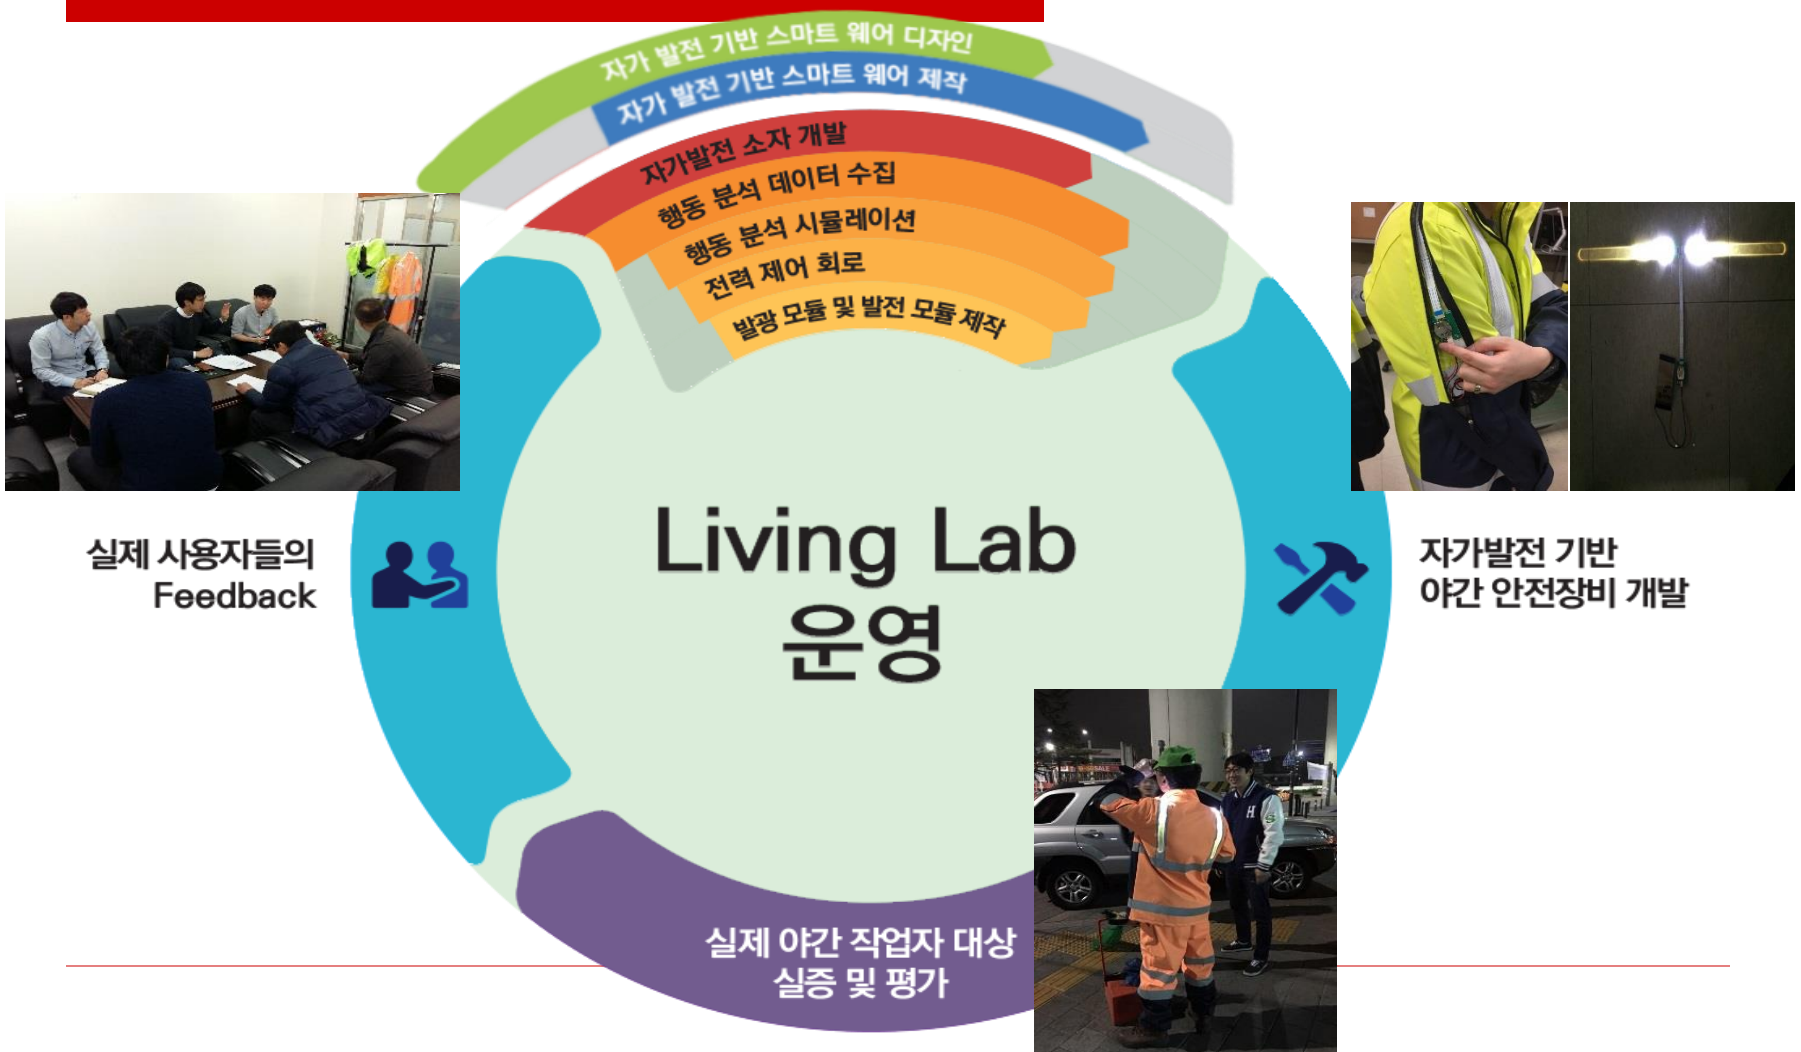 자가 발전 기반 스마트 웨어 디자인
자가 발전 기반 스마트 웨어 제작
자가발전 소자 개발
행동 분석 데이터 수집
행동 분석 시뮬레이션
전력 제어 회로
발광 모듈 및 발전 모듈 제작
Living Lab
운영
실제 사용자들의
Feedback
자가발전 기반
야간 안전장비 개발
실제 야간 작업자 대상
실증 및 평가
SALE
H
S